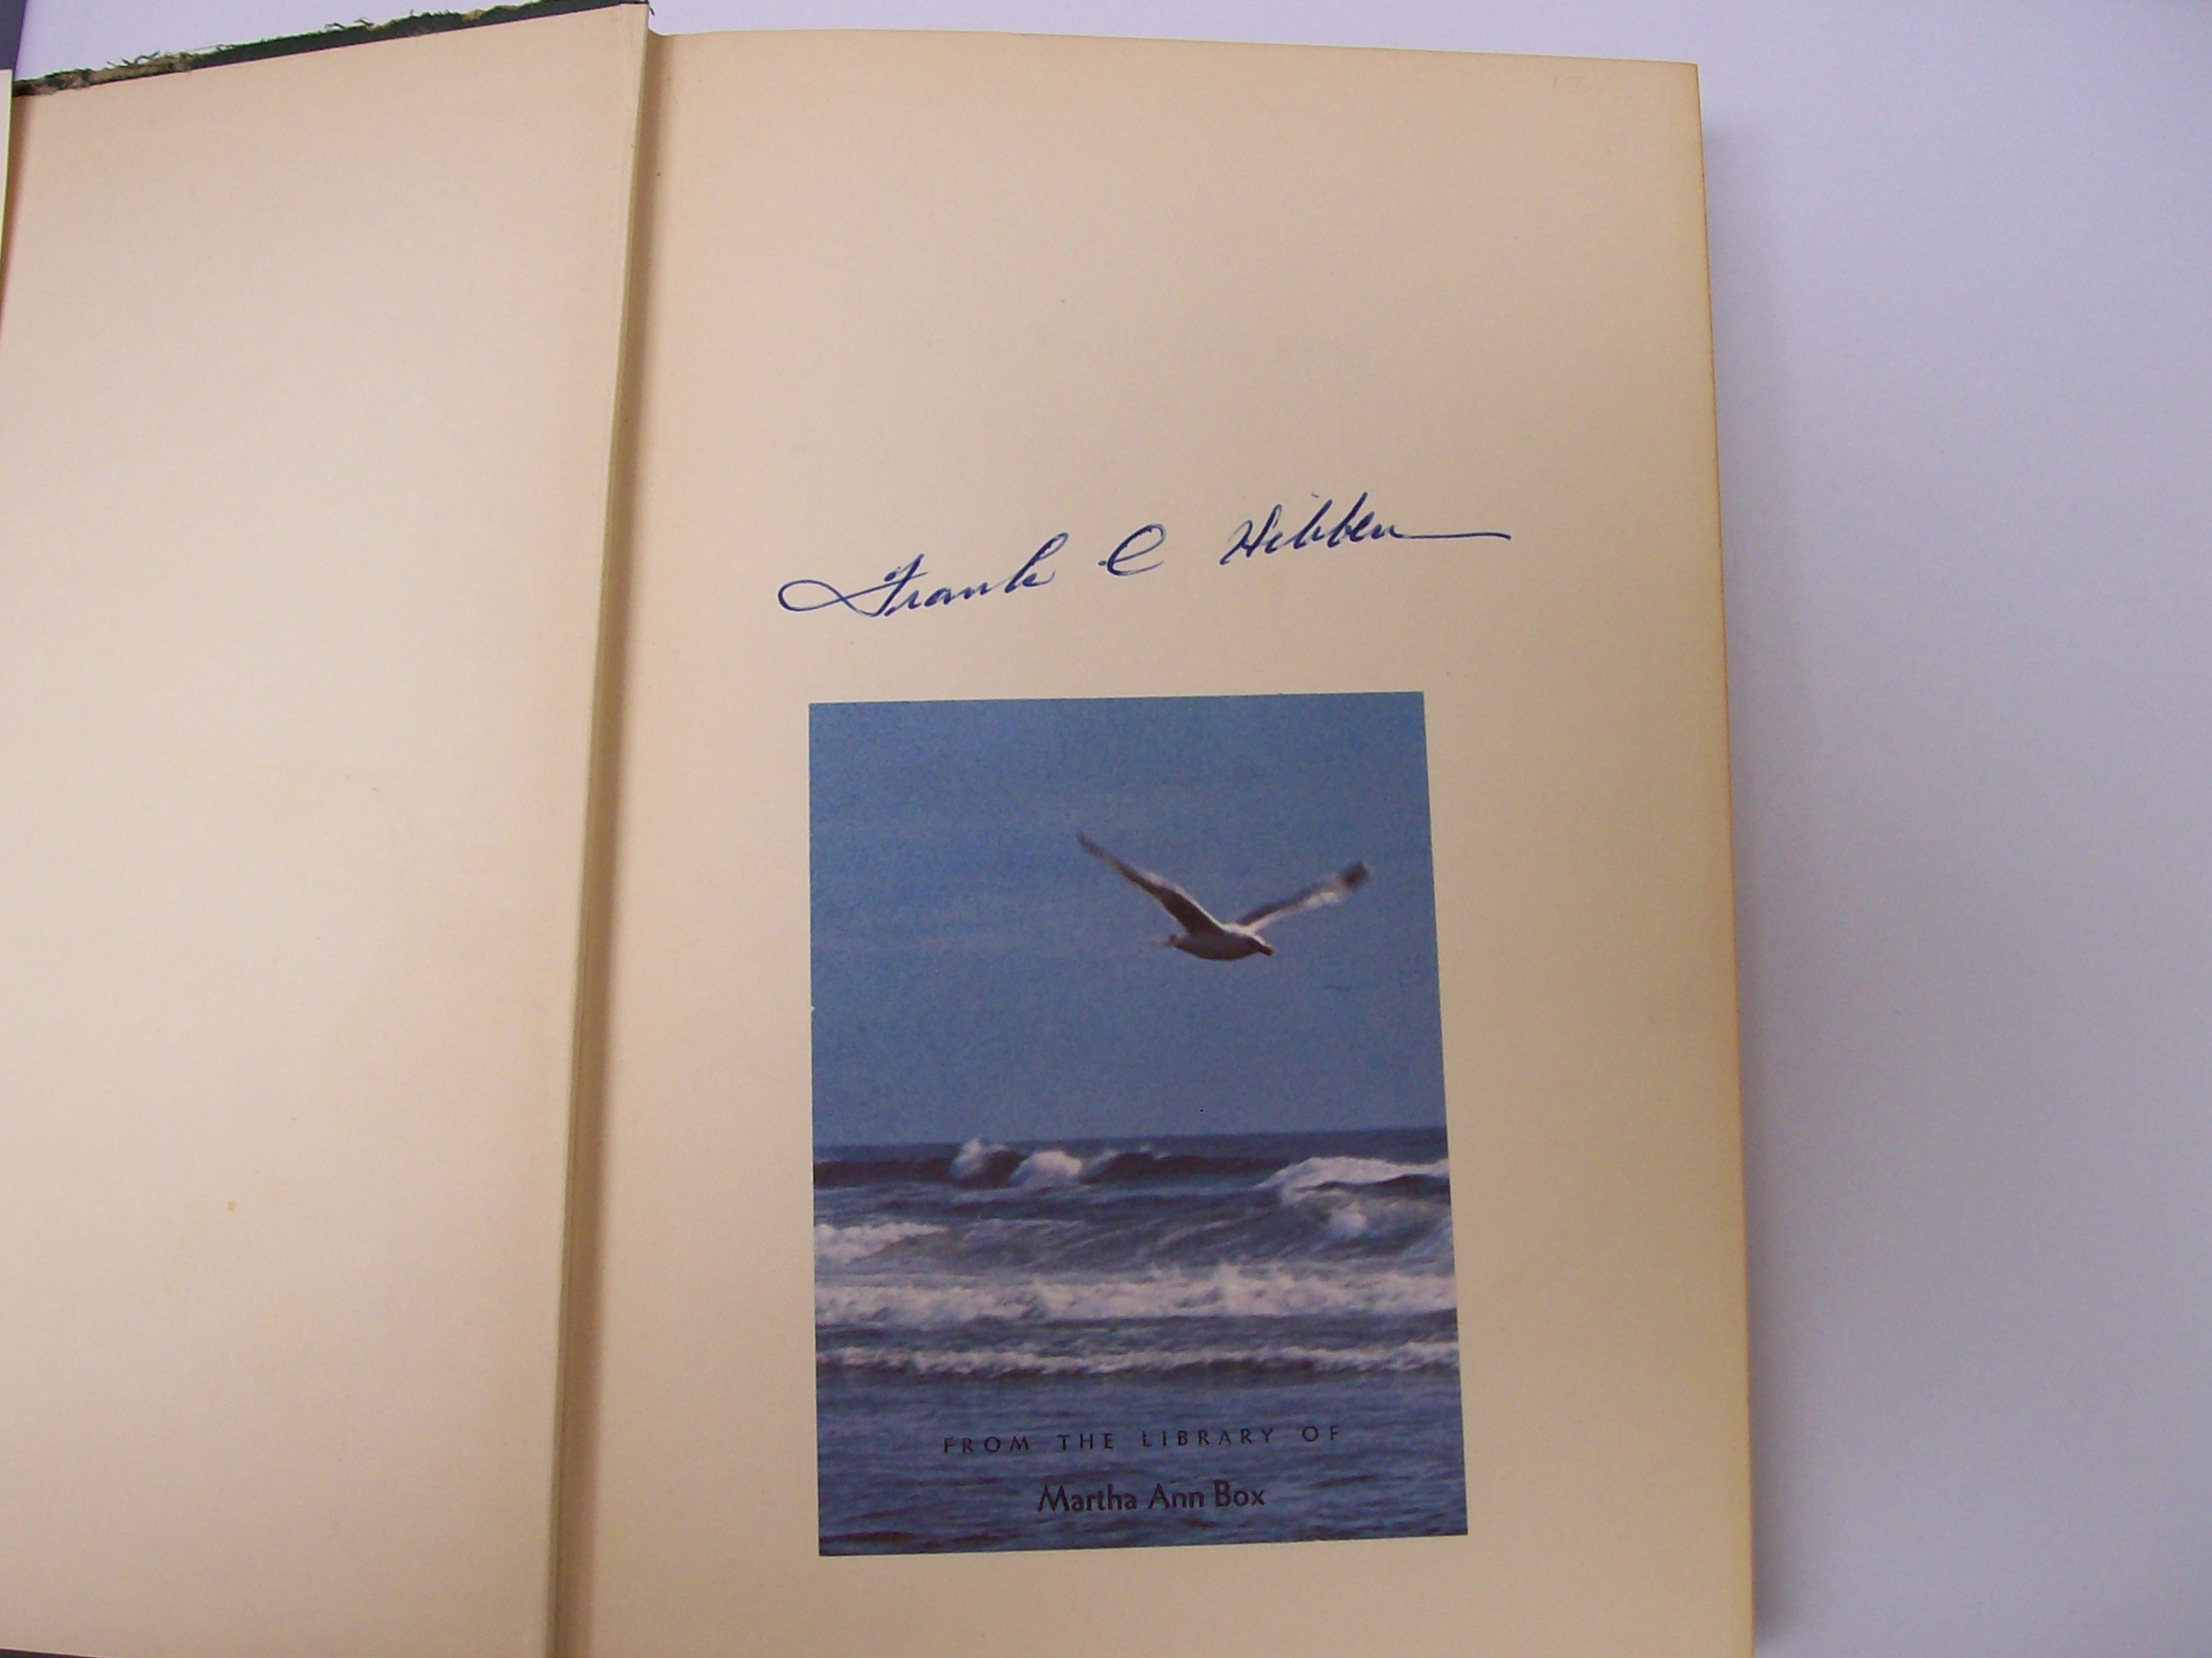 Frank C Hibben
FROM THE LIBRARY OF
Martha Ann Box